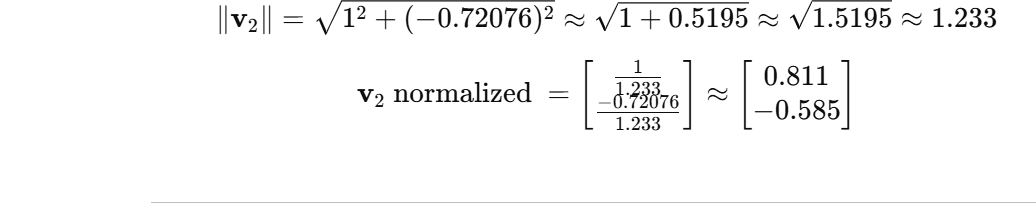 ‖v₂‖ = √(1² + (−0.72076)²) ≈ √(1 + 0.5195) ≈ √1.5195 ≈ 1.233
v₂ normalized = [1/1.233; −0.72076/1.233] ≈ [0.811; −0.585]